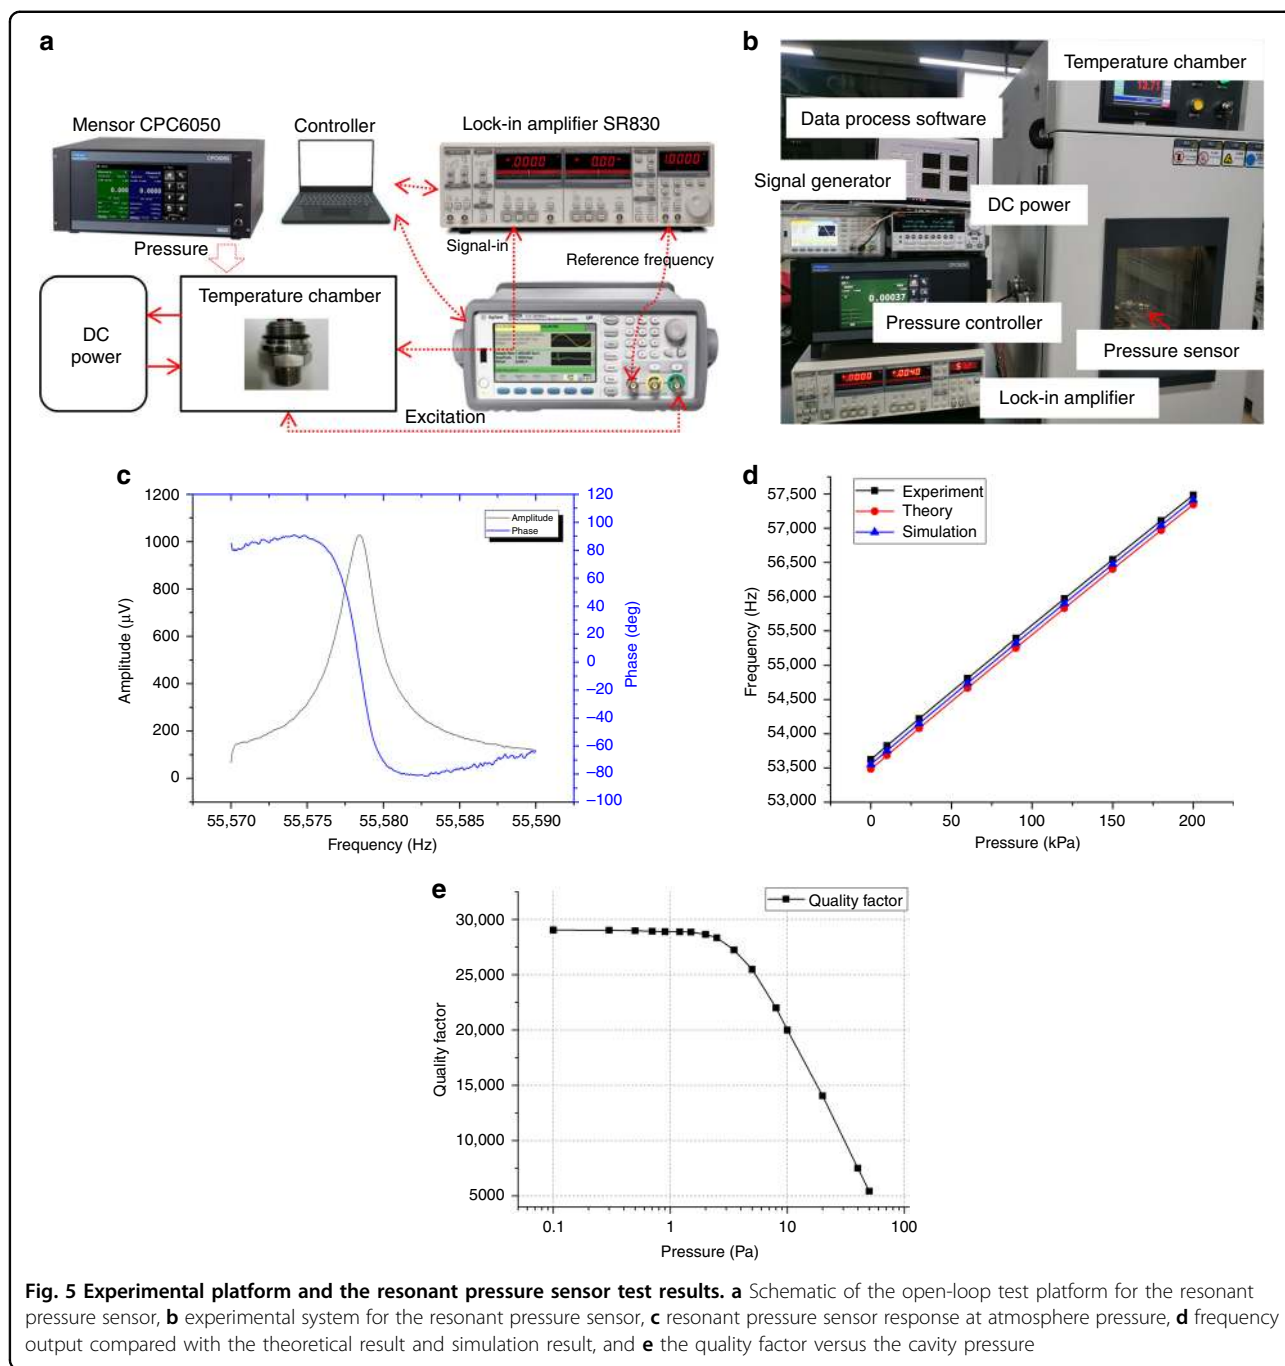 a
Mensor CPC6050
Controller
Lock-in amplifier SR830
Pressure
Signal-in
Reference frequency
Temperature chamber
DC
power
Excitation
b
Temperature chamber
Data process software
Signal generator
DC power
0.00037
Pressure controller
Pressure sensor
Lock-in amplifier
c
1200
1000
800
600
400
200
0
Amplitude (μV)
120
100
80
60
40
20
0
−20
−40
−60
−80
−100
Phase (deg)
Amplitude
Phase
55,570 55,575 55,580 55,585 55,590
Frequency (Hz)
d
57,500
57,000
56,500
56,000
55,500
55,000
54,500
54,000
53,500
53,000
Frequency (Hz)
Experiment
Theory
Simulation
0 50 100 150 200
Pressure (kPa)
e
Quality factor
30,000
25,000
20,000
15,000
10,000
5000
Quality factor
0.1 1 10 100
Pressure (Pa)
Fig. 5 Experimental platform and the resonant pressure sensor test results. a Schematic of the open-loop test platform for the resonant
pressure sensor, b experimental system for the resonant pressure sensor, c resonant pressure sensor response at atmosphere pressure, d frequency
output compared with the theoretical result and simulation result, and e the quality factor versus the cavity pressure